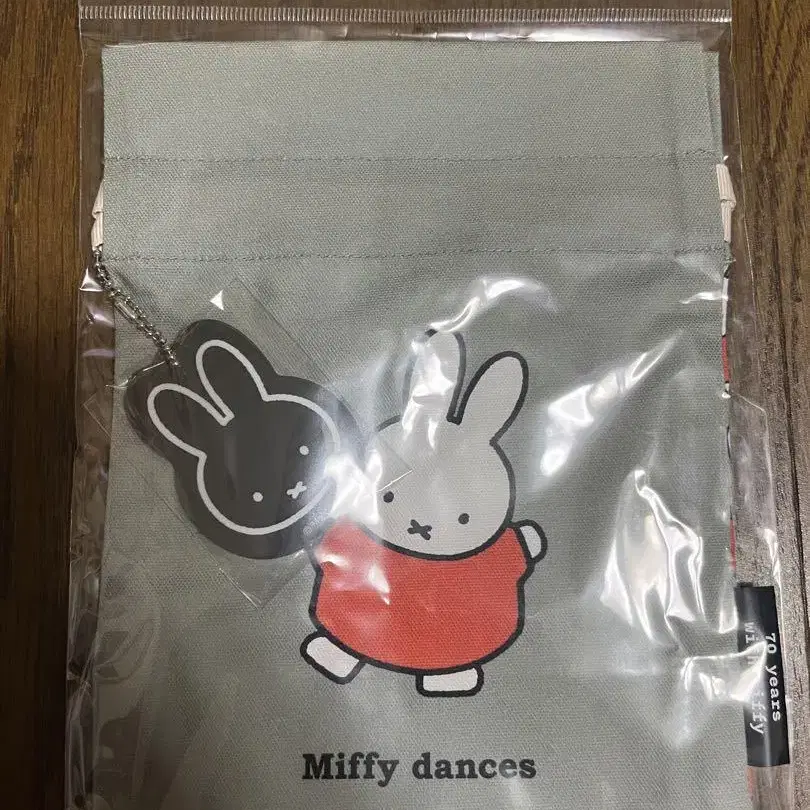 Miffy dances
70 years
with miffy